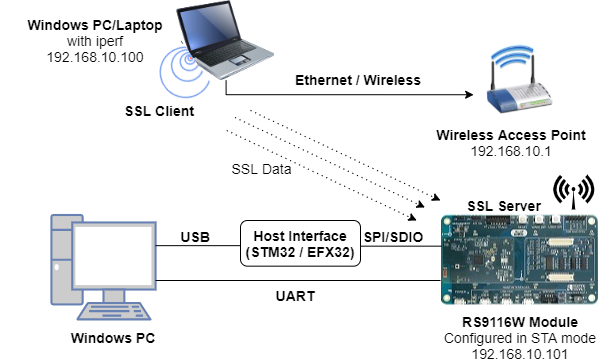 Windows PC/Laptop
with iperf
192.168.10.100
SSL Client
Ethernet / Wireless
Wireless Access Point
192.168.10.1
SSL Data
SSL Server
USB
Host Interface
(STM32 / EFX32)
SPI/SDIO
UART
Windows PC
RS9116W Module
Configured in STA mode
192.168.10.101